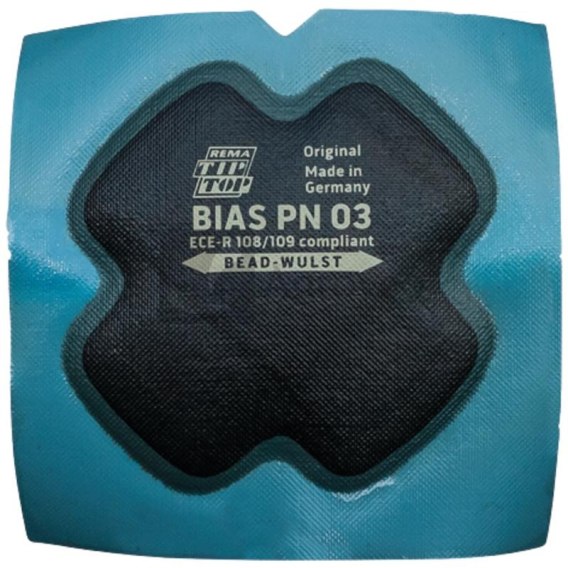 REMA
TIP
TOP
Original
Made in
Germany
BIAS PN 03
ECE-R 108/109 compliant
BEAD-WULST